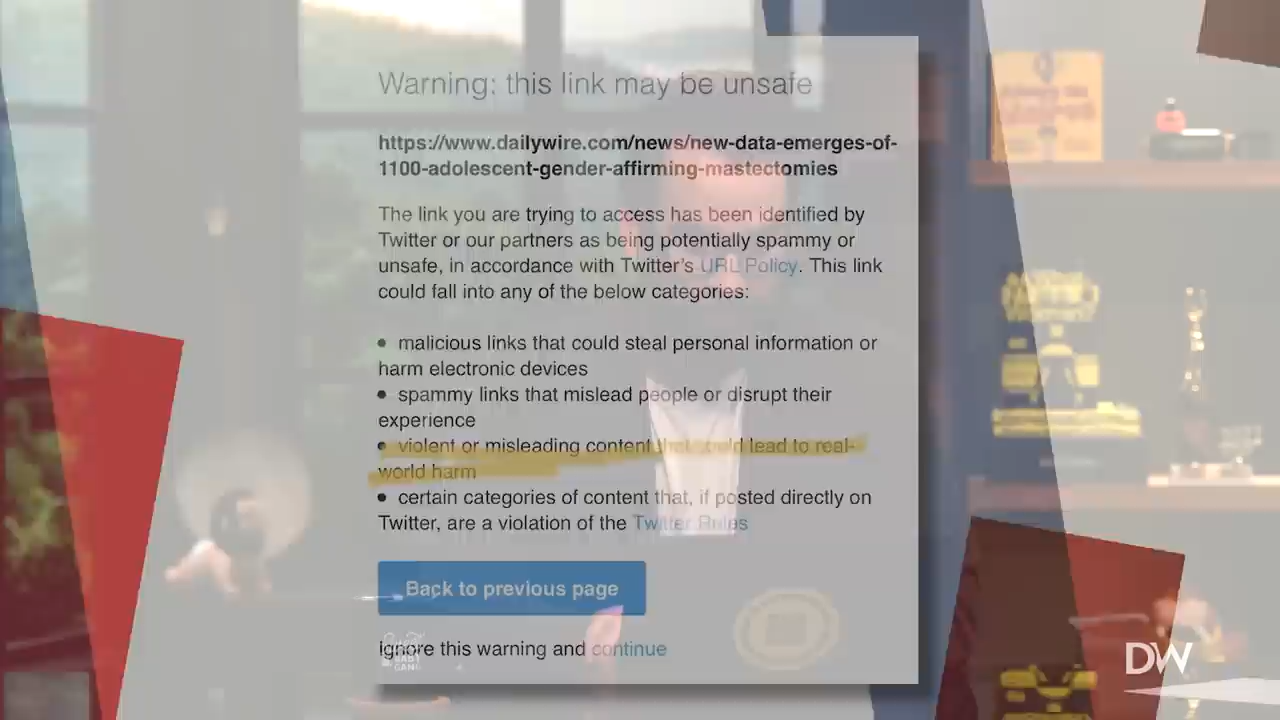 Warning: this link may be unsafe
https://www.dailywire.com/news/new-data-emerges-of-
1100-adolescent-gender-affirming-mastectomies
The link you are trying to access has been identified by
Twitter or our partners as being potentially spammy or
unsafe, in accordance with Twitter's URL Policy. This link
could fall into any of the below categories:
• malicious links that could steal personal information or
harm electronic devices
• spammy links that mislead people or disrupt their
experience
• violent or misleading content that could lead to real-
world harm
• certain categories of content that, if posted directly on
Twitter, are a violation of the Twitter Rules
Back to previous page
Ignore this warning and continue
DW